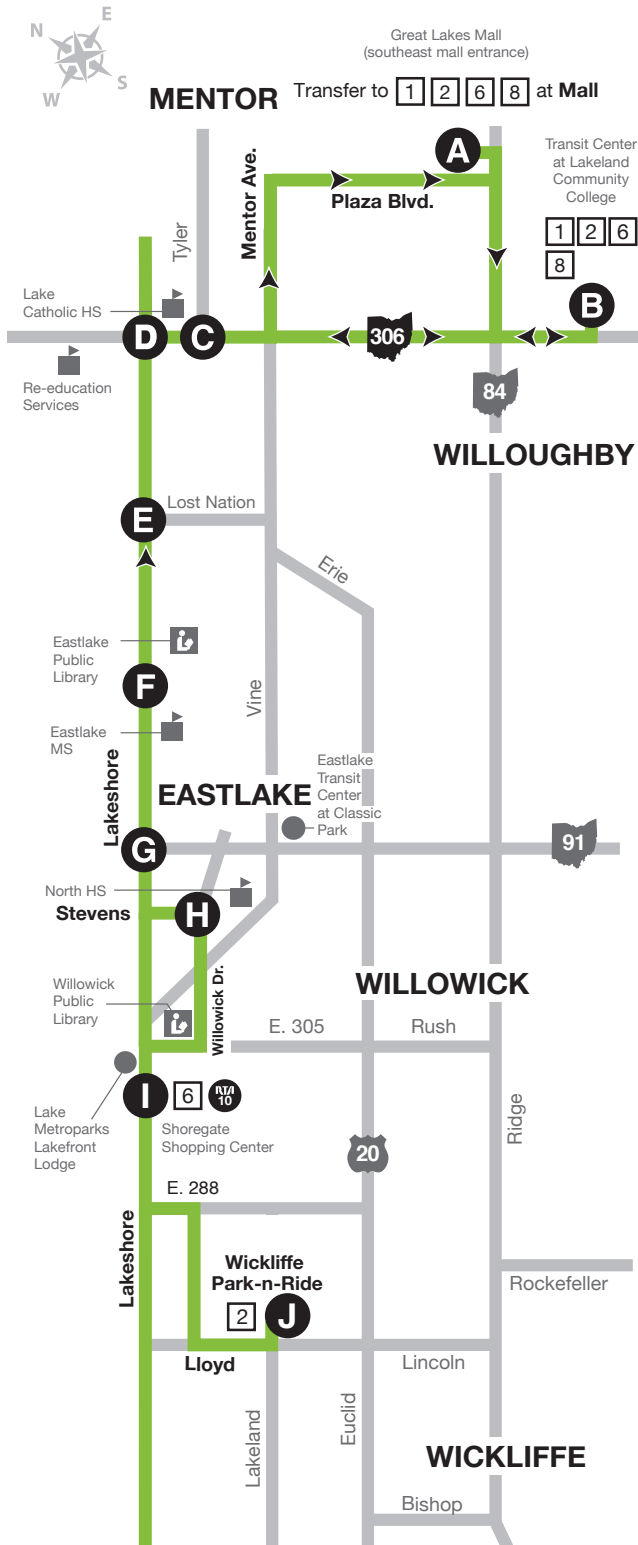 N
E
S
W
Great Lakes Mall
(southeast mall entrance)
MENTOR
Transfer to 1 2 6 8 at Mall
A
Transit Center
at Lakeland
Community
College
1 2 6
8
Mentor Ave.
Plaza Blvd.
Tyler
Lake
Catholic HS
B
D
C
306
Re-education
Services
84
WILLOUGHBY
E
Lost Nation
Erie
Eastlake
Public
Library
F
Vine
Eastlake
MS
Lakeshore
Eastlake
Transit
Center
at Classic
Park
EASTLAKE
G
91
North HS
Stevens
H
Willowick
Public
Library
Willowick Dr.
WILLOWICK
E. 305
Rush
I
6
RTA
10
Lake
Metroparks
Lakefront
Lodge
Shoregate
Shopping Center
Ridge
20
E. 288
Lakeshore
Wickliffe
Park-n-Ride
2
J
Rockefeller
Lloyd
Lincoln
Lakeland
Euclid
WICKLIFFE
Bishop